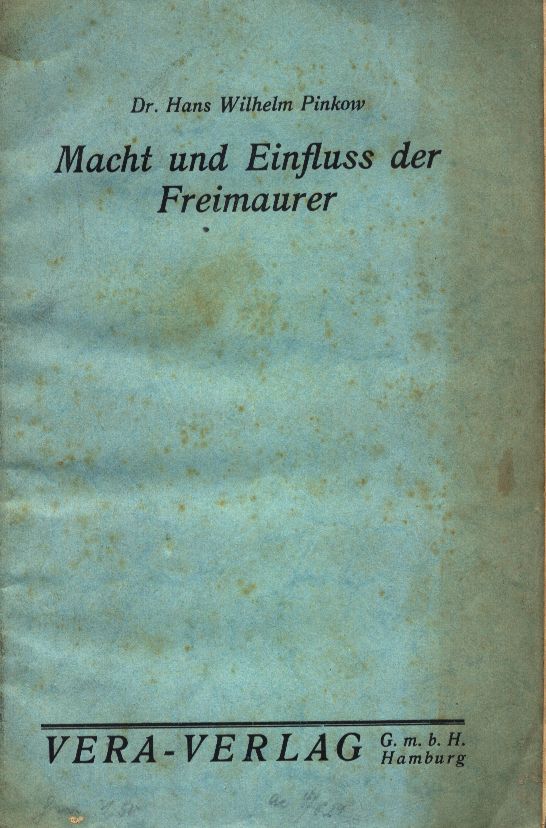 Dr. Hans Wilhelm Pinkow
Macht und Einfluss der
Freimaurer
VERA-VERLAG G. m. b. H.
Hamburg